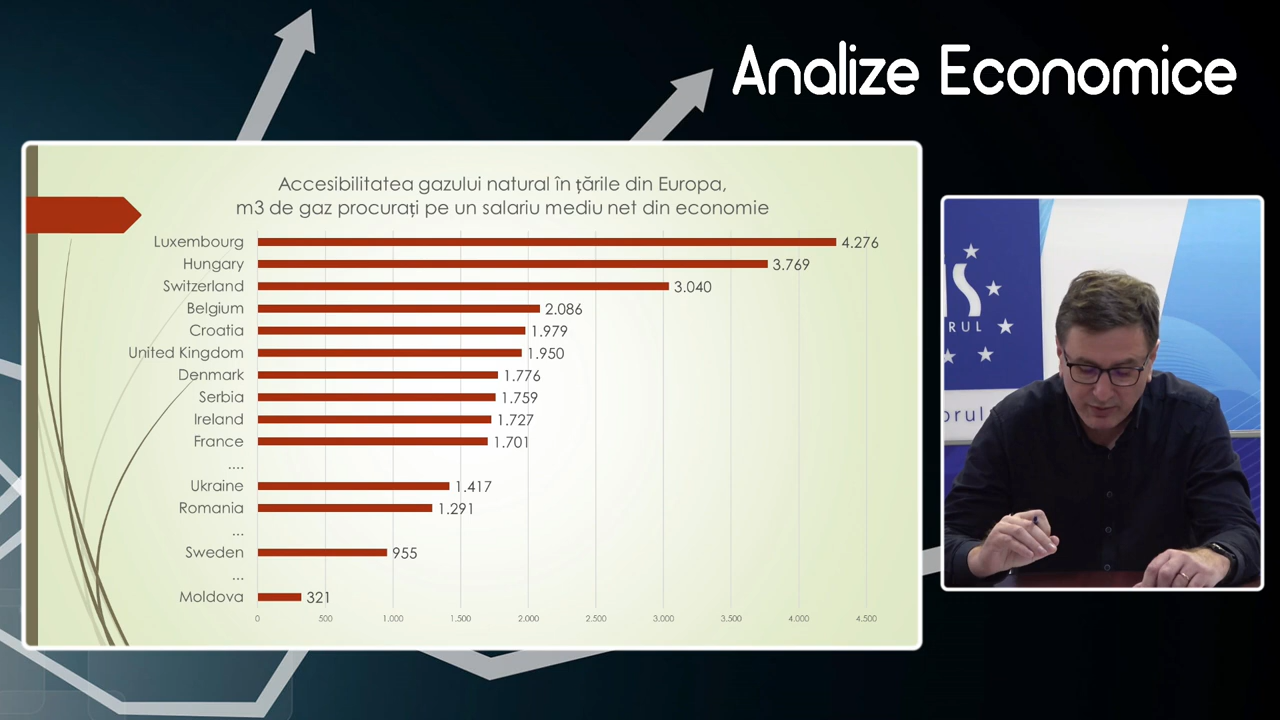 Analize Economice
Accesibilitatea gazului natural în țările din Europa,
m3 de gaz procurați pe un salariu mediu net din economie
Luxembourg 4.276
Hungary 3.769
Switzerland 3.040
Belgium 2.086
Croatia 1.979
United Kingdom 1.950
Denmark 1.776
Serbia 1.759
Ireland 1.727
France 1.701
....
Ukraine 1.417
Romania 1.291
...
Sweden 955
...
Moldova 321
0 500 1.000 1.500 2.000 2.500 3.000 3.500 4.000 4.500